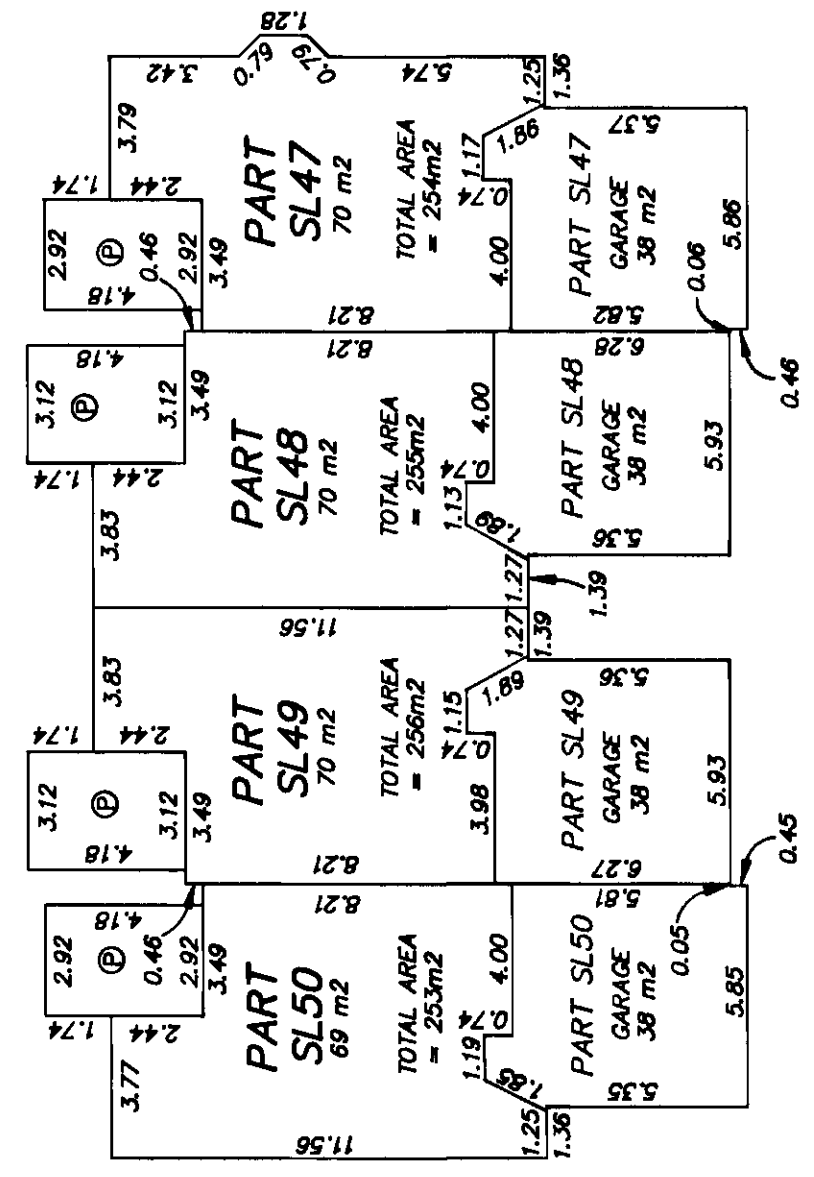 1.28
3.42
0.79
0.79
5.74
1.25
1.36
3.79
1.74
2.44
2.92
P
4.18
0.46
2.92
3.49
PART
SL47
70 m2
TOTAL AREA
= 254m2
1.17
1.86
0.74
4.00
8.21
5.37
PART SL47
GARAGE
38 m2
5.86
5.82
0.06
0.46
3.12
P
4.18
3.12
3.49
1.74
2.44
3.83
PART
SL48
70 m2
8.21
TOTAL AREA
= 255m2
4.00
0.74
1.13
1.89
1.27
1.39
6.28
PART SL48
GARAGE
38 m2
5.93
5.36
11.56
3.83
1.74
2.44
3.12
P
4.18
3.12
3.49
PART
SL49
70 m2
TOTAL AREA
= 256m2
1.27
1.39
1.89
1.15
0.74
3.98
8.21
5.36
PART SL49
GARAGE
38 m2
5.93
6.27
0.45
0.05
2.92
P
4.18
0.46
2.92
3.49
1.74
2.44
3.77
PART
SL50
69 m2
8.21
TOTAL AREA
= 253m2
4.00
0.74
1.19
1.85
1.25
1.36
11.56
5.81
PART SL50
GARAGE
38 m2
5.85
5.35